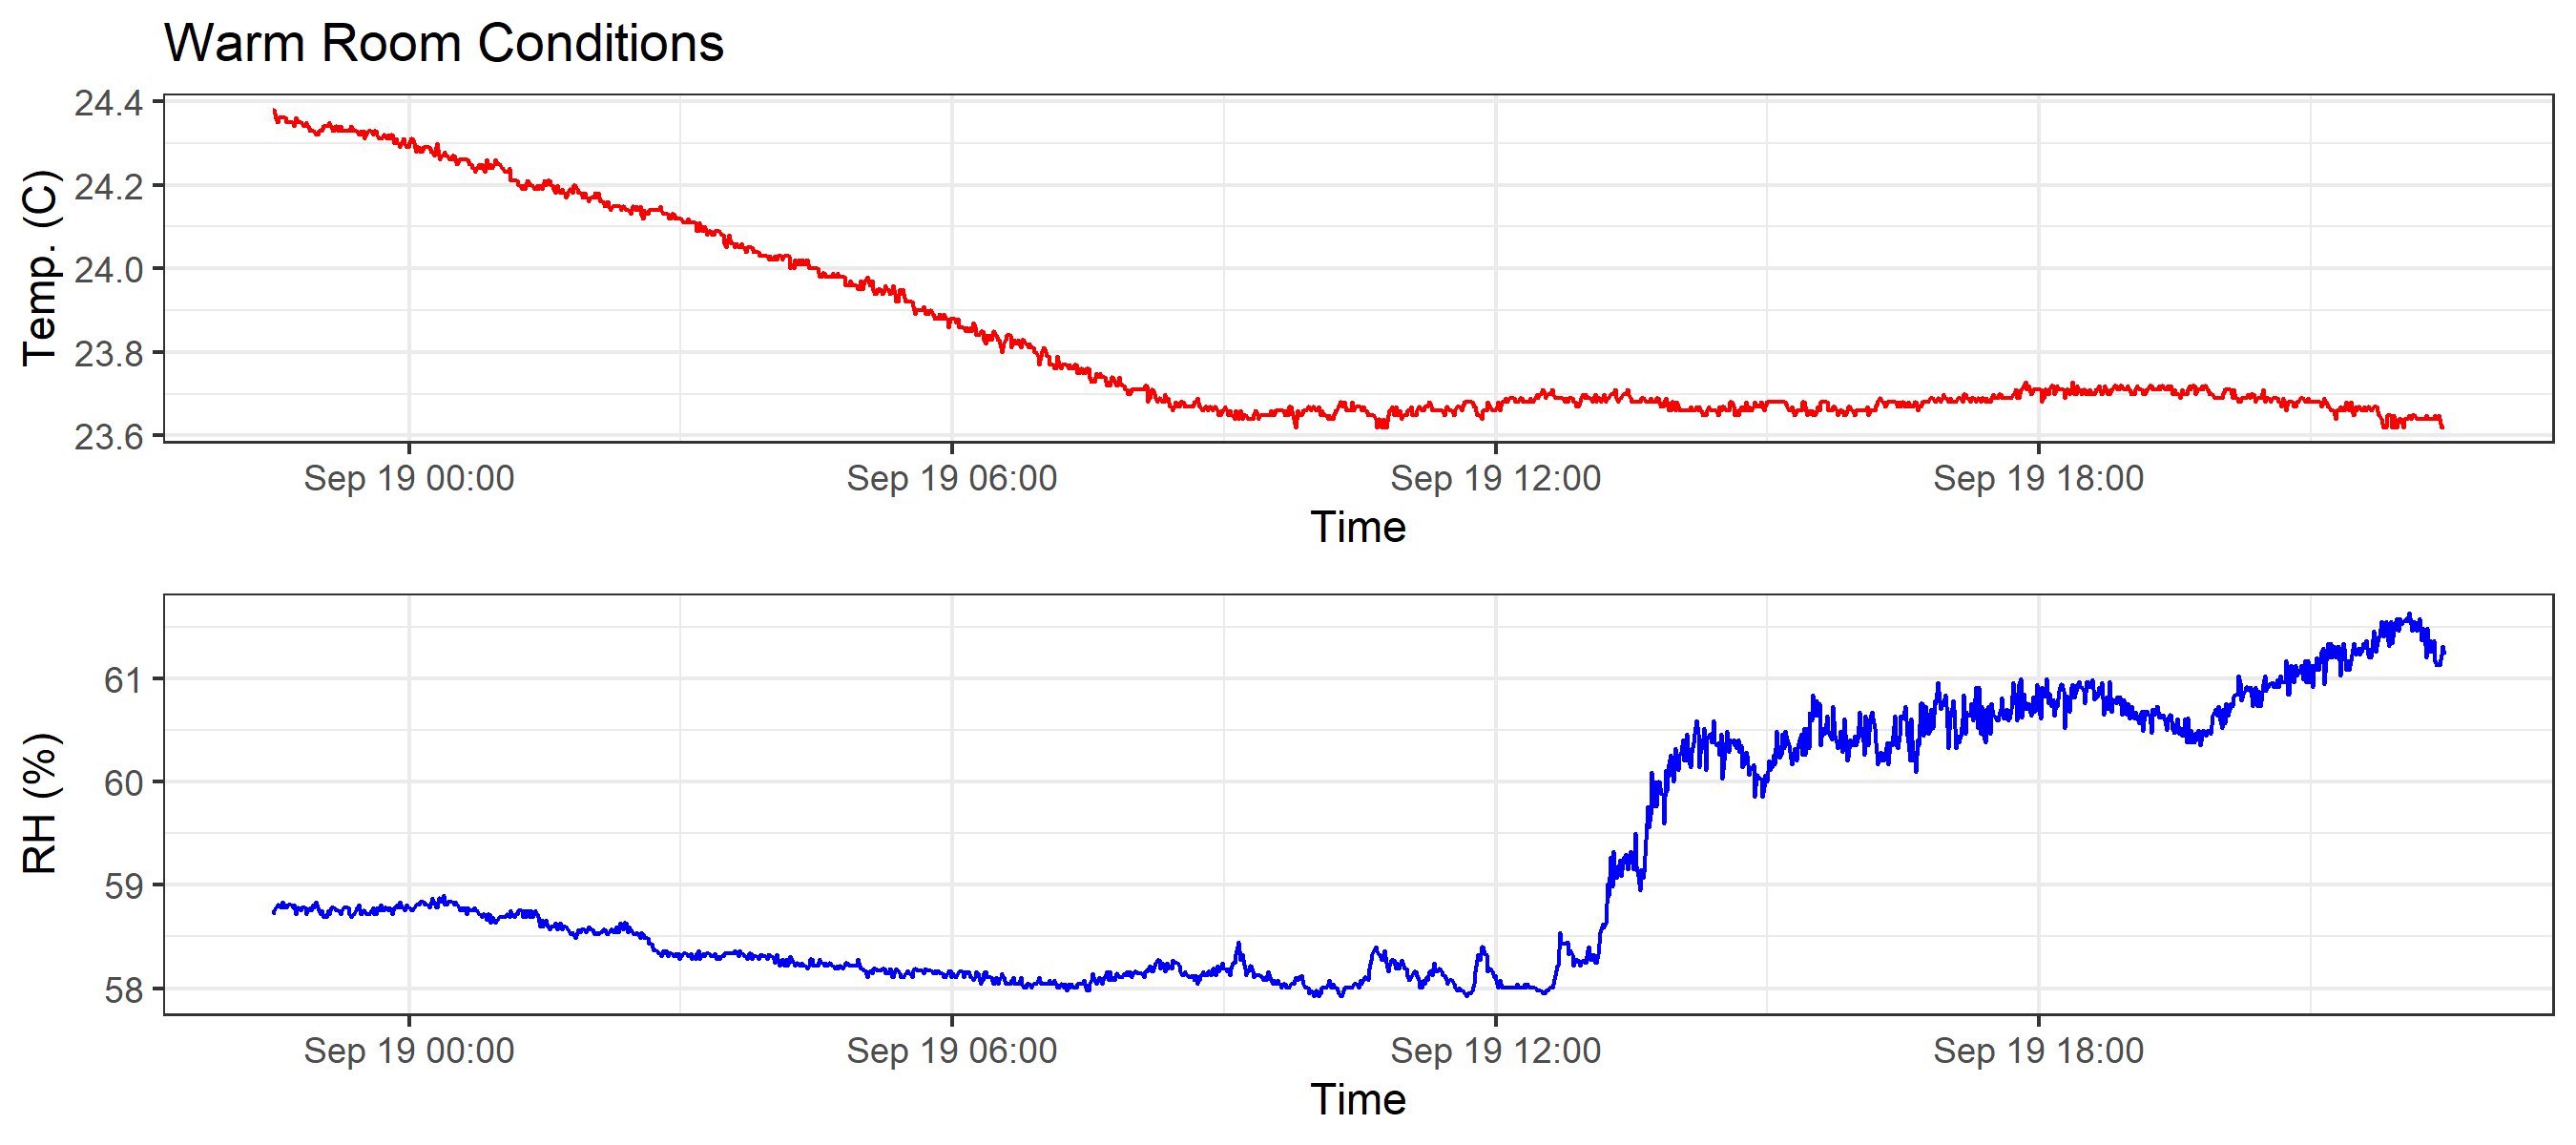 Warm Room Conditions
Temp. (C)
24.4
24.2
24.0
23.8
23.6
Sep 19 00:00 Sep 19 06:00 Sep 19 12:00 Sep 19 18:00
Time
RH (%)
61
60
59
58
Sep 19 00:00 Sep 19 06:00 Sep 19 12:00 Sep 19 18:00
Time